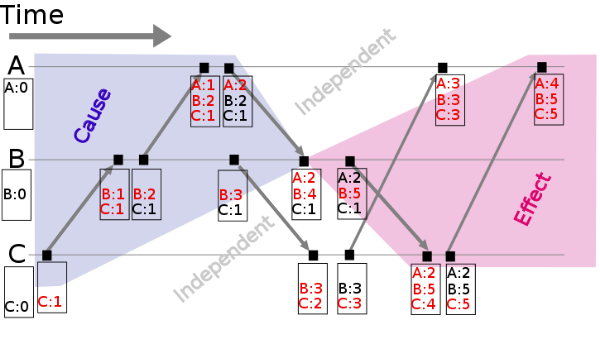 Time
A
A:0
A:1
B:2
C:1
A:2
B:2
C:1
A:3
B:3
C:3
A:4
B:5
C:5
Cause
Independent
B
B:0
B:1
C:1
B:2
C:1
B:3
C:1
A:2
B:4
C:1
A:2
B:5
C:1
Effect
Independent
C
C:0
C:1
B:3
C:2
B:3
C:3
A:2
B:5
C:4
A:2
B:5
C:5